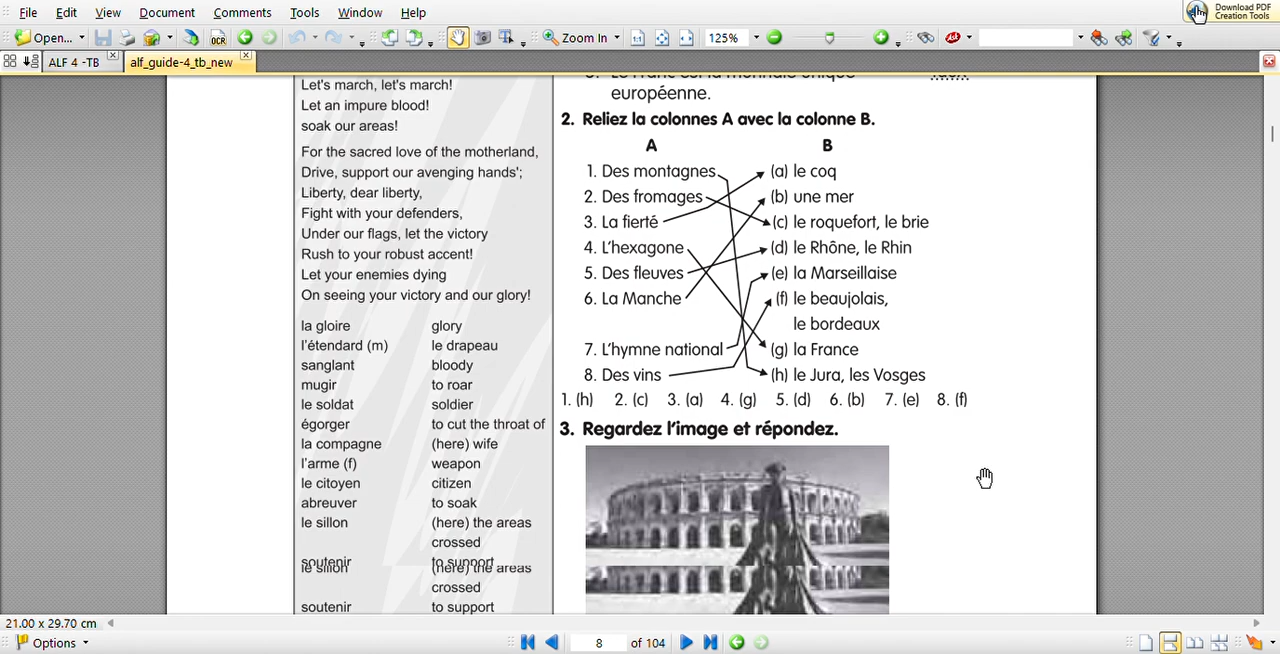 File Edit View Document Comments Tools Window Help
Download PDF
Creation Tools
Open... OCR Zoom In 125%
ALF 4 -TB alf_guide-4_tb_new
Let's march, let's march!
Let an impure blood!
soak our areas!
For the sacred love of the motherland,
Drive, support our avenging hands';
Liberty, dear liberty,
Fight with your defenders,
Under our flags, let the victory
Rush to your robust accent!
Let your enemies dying
On seeing your victory and our glory!
la gloire glory
l'étendard (m) le drapeau
sanglant bloody
mugir to roar
le soldat soldier
égorger to cut the throat of
la compagne (here) wife
l'arme (f) weapon
le citoyen citizen
abreuver to soak
le sillon (here) the areas
crossed
soutenir to support
le sillon (here) the areas
crossed
soutenir to support
européenne.
2. Reliez la colonnes A avec la colonne B.
A B
1. Des montagnes (a) le coq
2. Des fromages (b) une mer
3. La fierté (c) le roquefort, le brie
4. L'hexagone (d) le Rhône, le Rhin
5. Des fleuves (e) la Marseillaise
6. La Manche (f) le beaujolais,
le bordeaux
7. L'hymne national (g) la France
8. Des vins (h) le Jura, les Vosges
1. (h) 2. (c) 3. (a) 4. (g) 5. (d) 6. (b) 7. (e) 8. (f)
3. Regardez l'image et répondez.
21.00 x 29.70 cm
Options 8 of 104